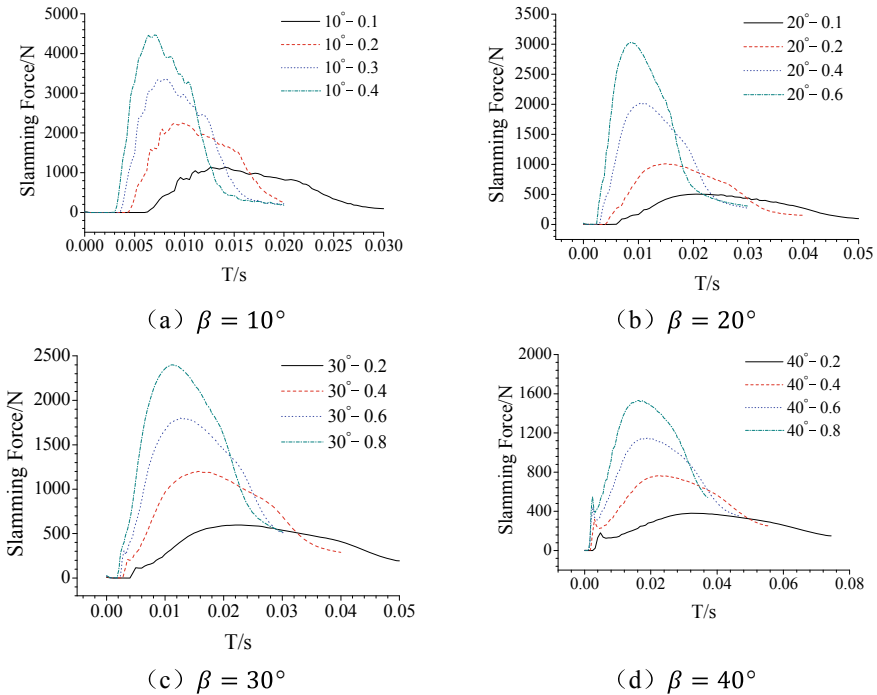 Slamming Force/N
5000
4000
3000
2000
1000
0
0.000 0.005 0.010 0.015 0.020 0.025 0.030
T/s
10°– 0.1
10°– 0.2
10°– 0.3
10°– 0.4
(a) β = 10°
Slamming Force/N
3500
3000
2500
2000
1500
1000
500
0
0.00 0.01 0.02 0.03 0.04 0.05
T/s
20°– 0.1
20°– 0.2
20°– 0.4
20°– 0.6
(b) β = 20°
Slamming Force/N
2500
2000
1500
1000
500
0
0.00 0.01 0.02 0.03 0.04 0.05
T/s
30°– 0.2
30°– 0.4
30°– 0.6
30°– 0.8
(c) β = 30°
Slamming Force/N
2000
1600
1200
800
400
0
0.00 0.02 0.04 0.06 0.08
T/s
40°– 0.2
40°– 0.4
40°– 0.6
40°– 0.8
(d) β = 40°